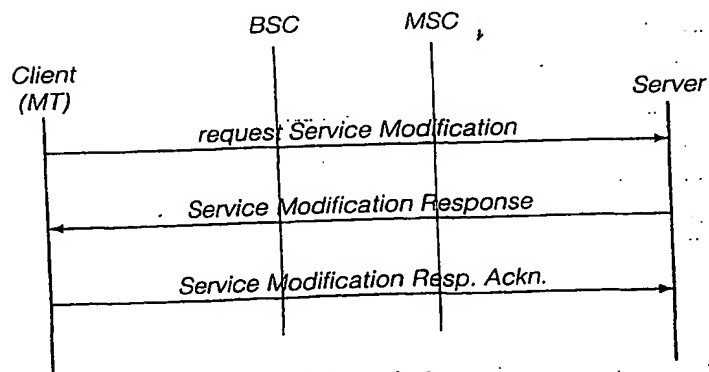 BSC MSC
Client
(MT)
Server
request Service Modification
Service Modification Response
Service Modification Resp. Ackn.